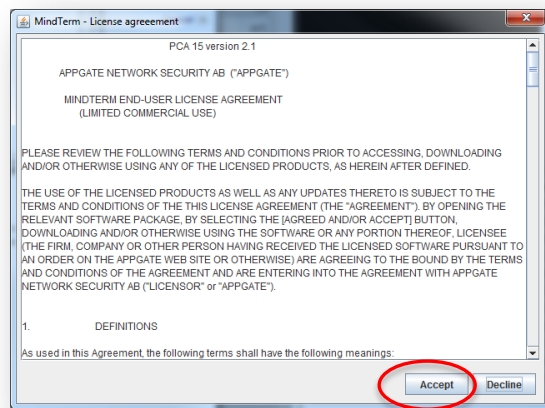 MindTerm - License agreeement
PCA 15 version 2.1
APPGATE NETWORK SECURITY AB ("APPGATE")
MINDTERM END-USER LICENSE AGREEMENT
(LIMITED COMMERCIAL USE)
PLEASE REVIEW THE FOLLOWING TERMS AND CONDITIONS PRIOR TO ACCESSING, DOWNLOADING
AND/OR OTHERWISE USING ANY OF THE LICENSED PRODUCTS, AS HEREIN AFTER DEFINED.
THE USE OF THE LICENSED PRODUCTS AS WELL AS ANY UPDATES THERETO IS SUBJECT TO THE
TERMS AND CONDITIONS OF THE THIS LICENSE AGREEMENT (THE "AGREEMENT"). BY OPENING THE
RELEVANT SOFTWARE PACKAGE, BY SELECTING THE [AGREED AND/OR ACCEPT] BUTTON,
DOWNLOADING AND/OR OTHERWISE USING THE SOFTWARE OR ANY PORTION THEREOF, LICENSEE
(THE FIRM, COMPANY OR OTHER PERSON HAVING RECEIVED THE LICENSED SOFTWARE PURSUANT TO
AN ORDER ON THE APPGATE WEB SITE OR OTHERWISE) ARE AGREEING TO THE BOUND BY THE TERMS
AND CONDITIONS OF THE AGREEMENT AND ARE ENTERING INTO THE AGREEMENT WITH APPGATE
NETWORK SECURITY AB ("LICENSOR" or "APPGATE").
1. DEFINITIONS
As used in this Agreement, the following terms shall have the following meanings:
Accept Decline